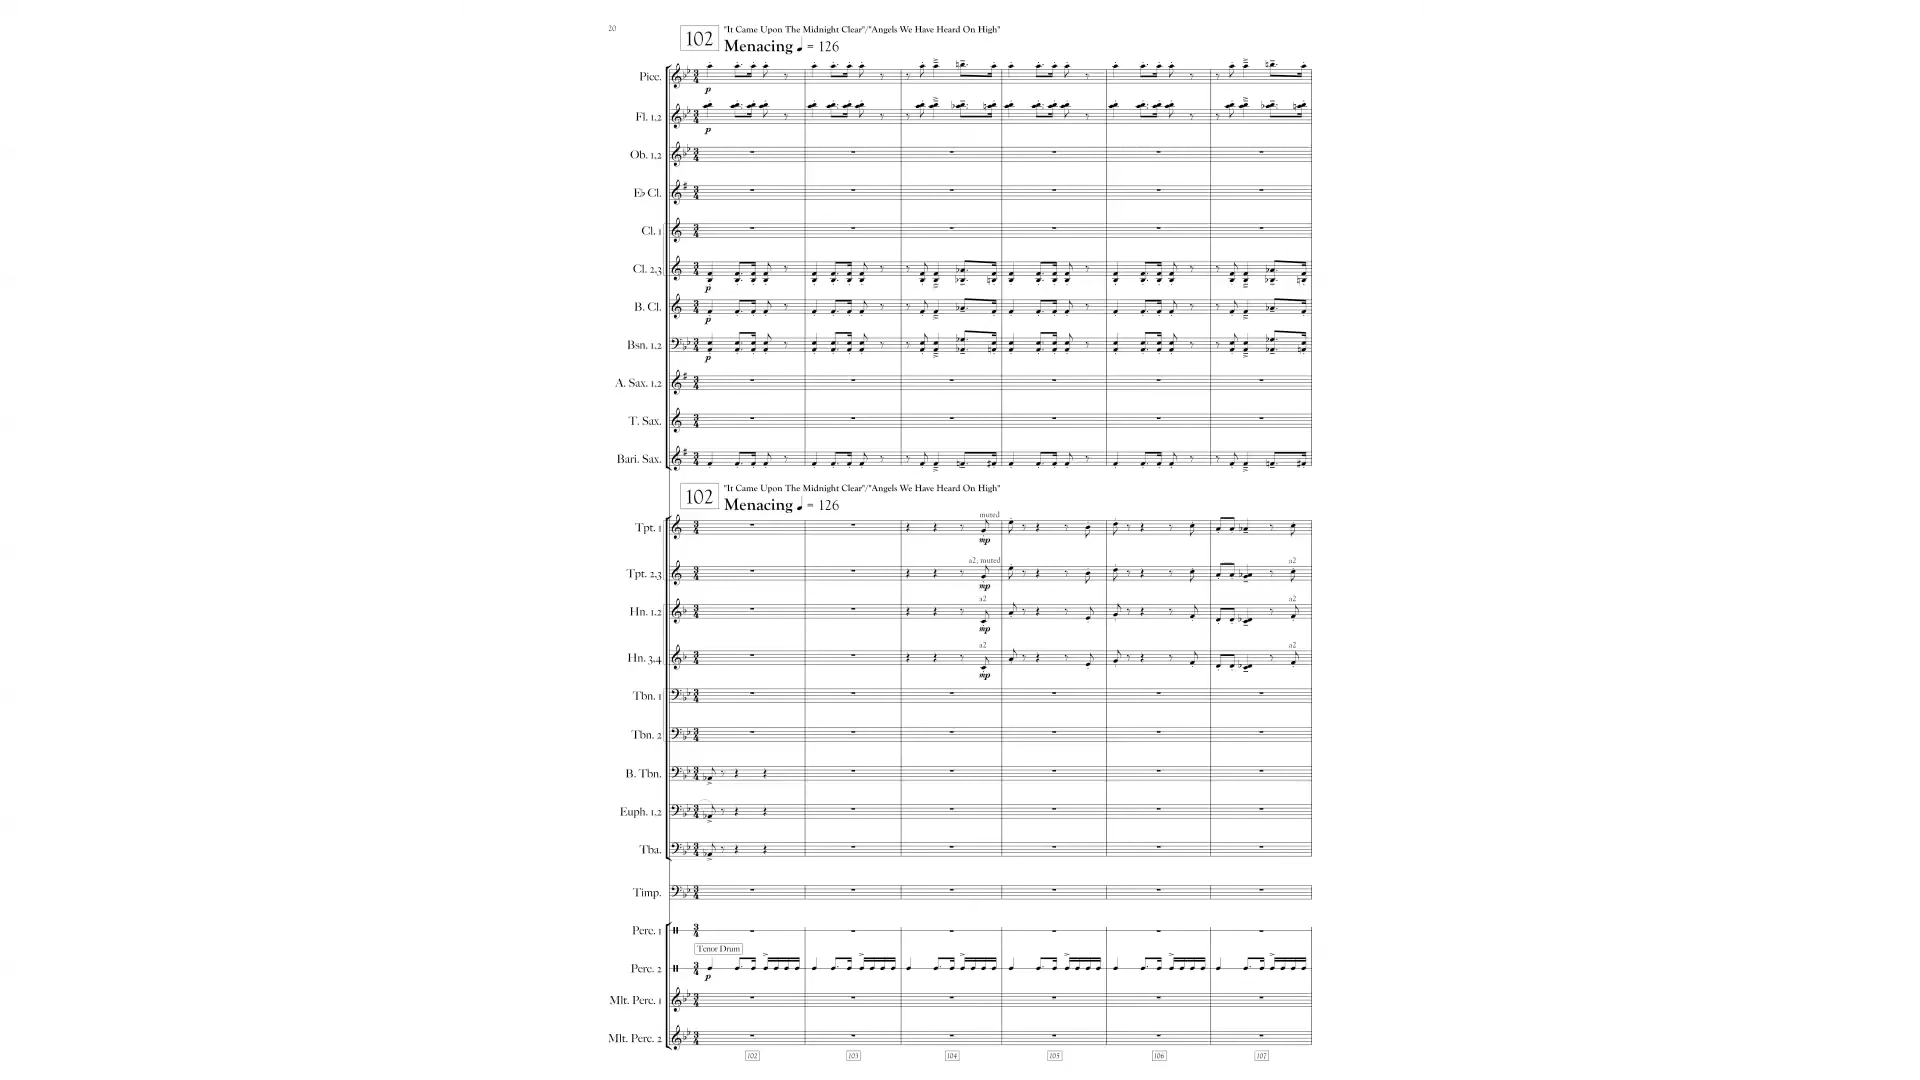 20
102
"It Came Upon The Midnight Clear"/"Angels We Have Heard On High"
Menacing ♩ = 126
Picc.
p
Fl. 1,2
p
Ob. 1,2
E♭ Cl.
Cl. 1
Cl. 2,3
p
B. Cl.
p
Bsn. 1,2
p
A. Sax. 1,2
T. Sax.
Bari. Sax.
102
"It Came Upon The Midnight Clear"/"Angels We Have Heard On High"
Menacing ♩ = 126
muted
Tpt. 1
mp
a2, muted a2
Tpt. 2,3
mp
a2 a2
Hn. 1,2
mp
a2 a2
Hn. 3,4
mp
Tbn. 1
Tbn. 2
B. Tbn.
Euph. 1,2
Tba.
Timp.
Perc. 1
Tenor Drum
Perc. 2
p
Mlt. Perc. 1
Mlt. Perc. 2
102 103 104 105 106 107